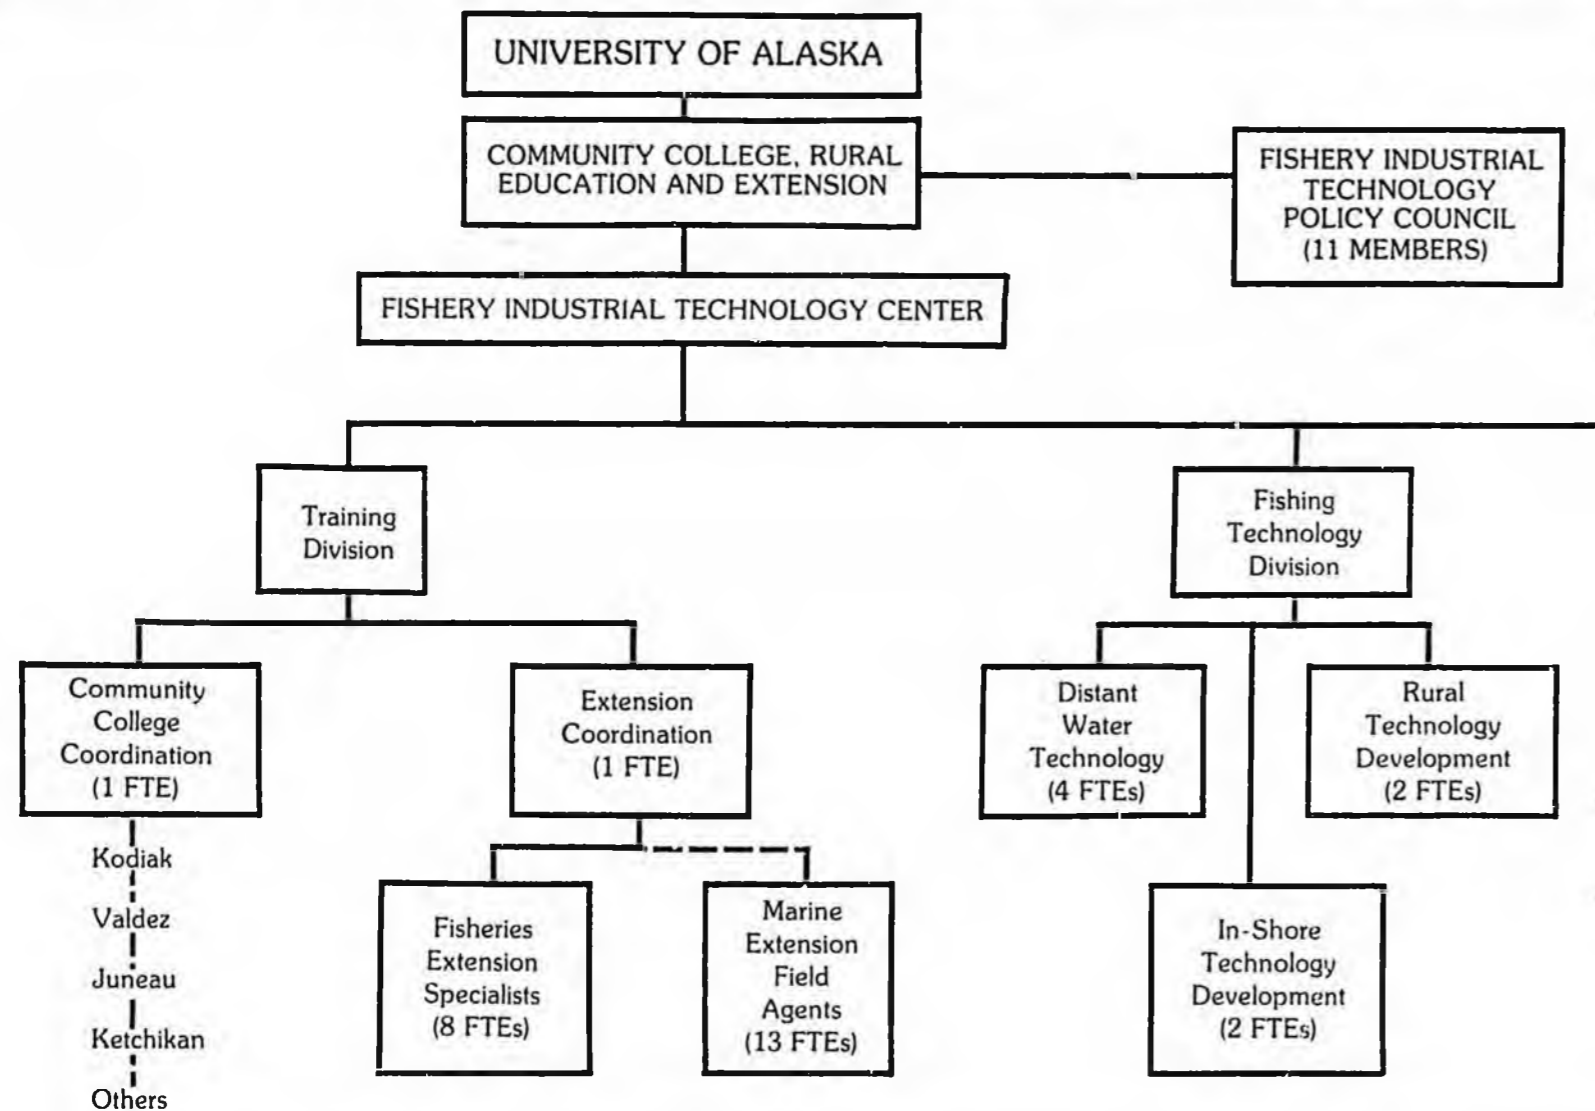 UNIVERSITY OF ALASKA
COMMUNITY COLLEGE, RURAL
EDUCATION AND EXTENSION
FISHERY INDUSTRIAL
TECHNOLOGY
POLICY COUNCIL
(11 MEMBERS)
FISHERY INDUSTRIAL TECHNOLOGY CENTER
Training
Division
Fishing
Technology
Division
Community
College
Coordination
(1 FTE)
Kodiak
Valdez
Juneau
Ketchikan
Others
Extension
Coordination
(1 FTE)
Fisheries
Extension
Specialists
(8 FTEs)
Marine
Extension
Field
Agents
(13 FTEs)
Distant
Water
Technology
(4 FTEs)
Rural
Technology
Development
(2 FTEs)
In-Shore
Technology
Development
(2 FTEs)